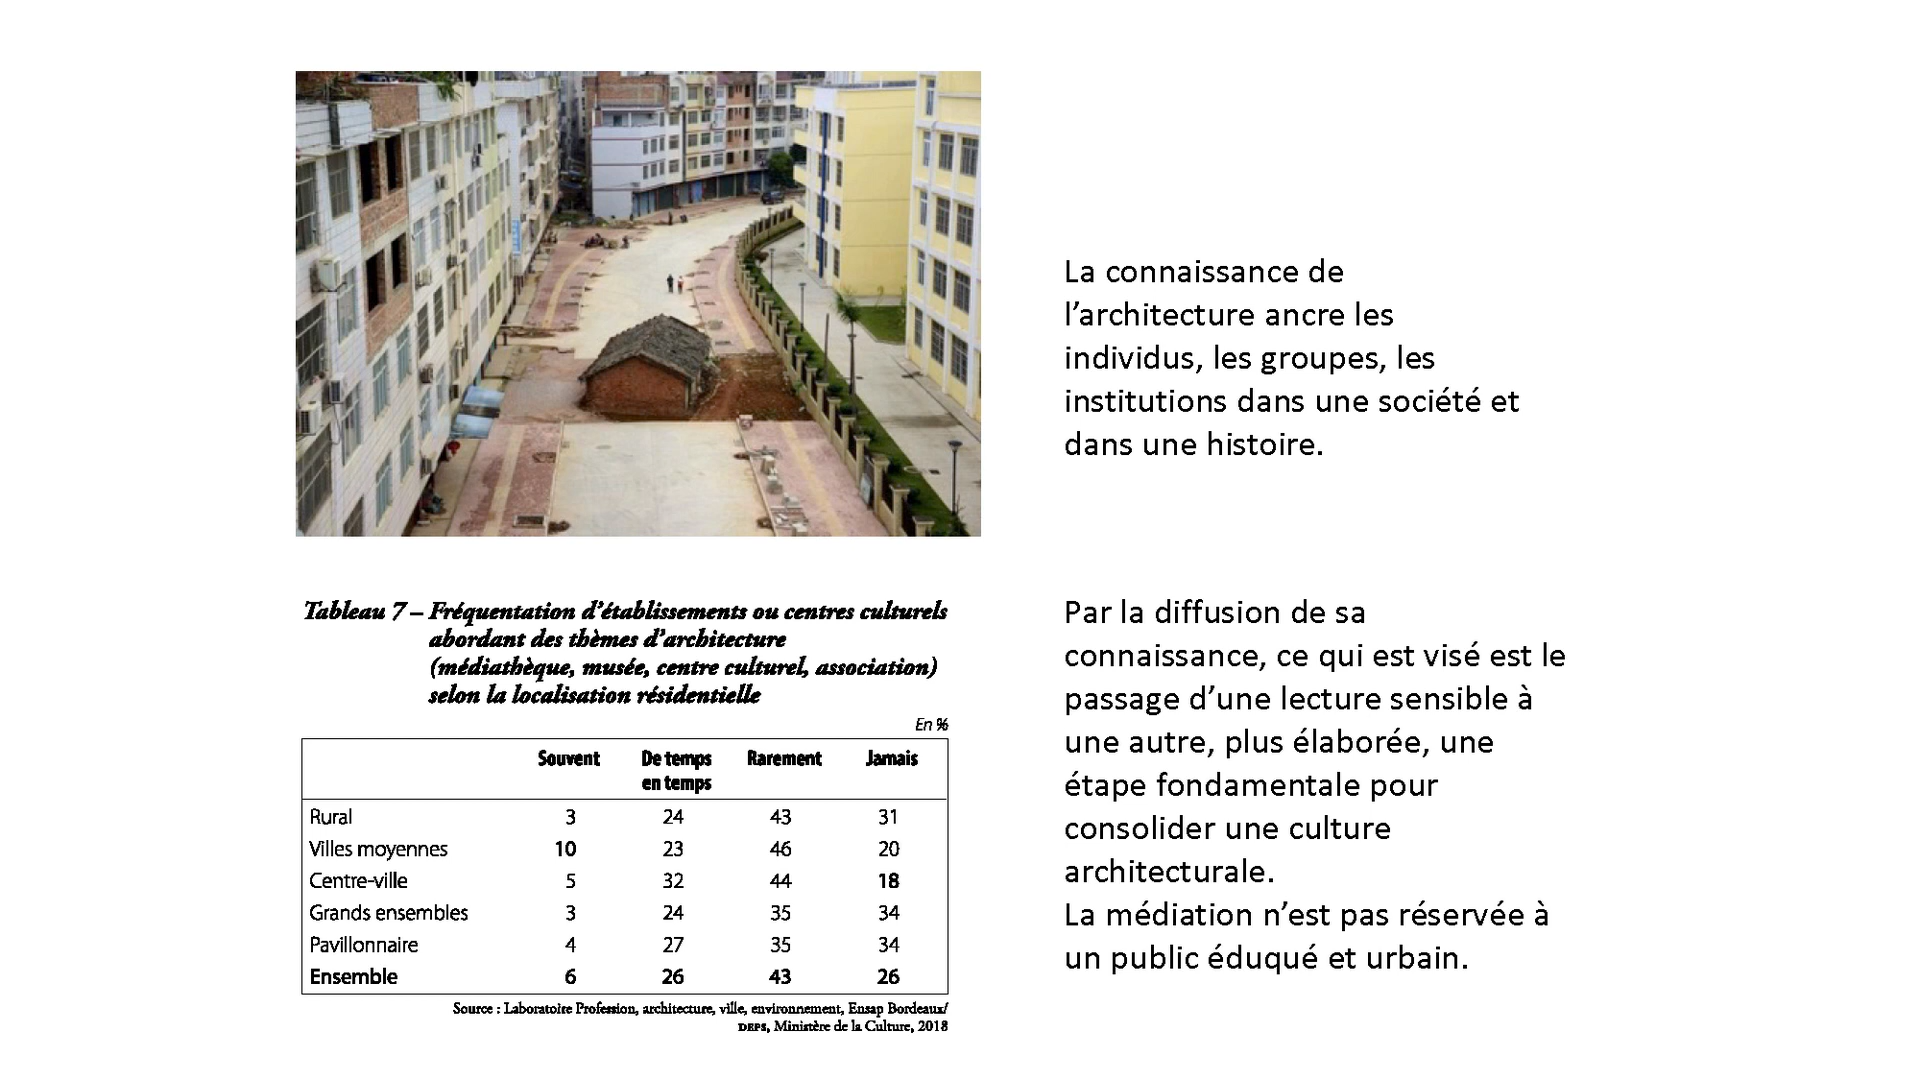 La connaissance de
l’architecture ancre les
individus, les groupes, les
institutions dans une société et
dans une histoire.
Tableau 7 – Fréquentation d’établissements ou centres culturels
abordant des thèmes d’architecture
(médiathèque, musée, centre culturel, association)
selon la localisation résidentielle
En %
Souvent De temps en temps Rarement Jamais
Rural 3 24 43 31
Villes moyennes 10 23 46 20
Centre-ville 5 32 44 18
Grands ensembles 3 24 35 34
Pavillonnaire 4 27 35 34
Ensemble 6 26 43 26
Source : Laboratoire Profession, architecture, ville, environnement, Ensap Bordeaux/
DEPS, Ministère de la Culture, 2018
Par la diffusion de sa
connaissance, ce qui est visé est le
passage d’une lecture sensible à
une autre, plus élaborée, une
étape fondamentale pour
consolider une culture
architecturale.
La médiation n’est pas réservée à
un public éduqué et urbain.